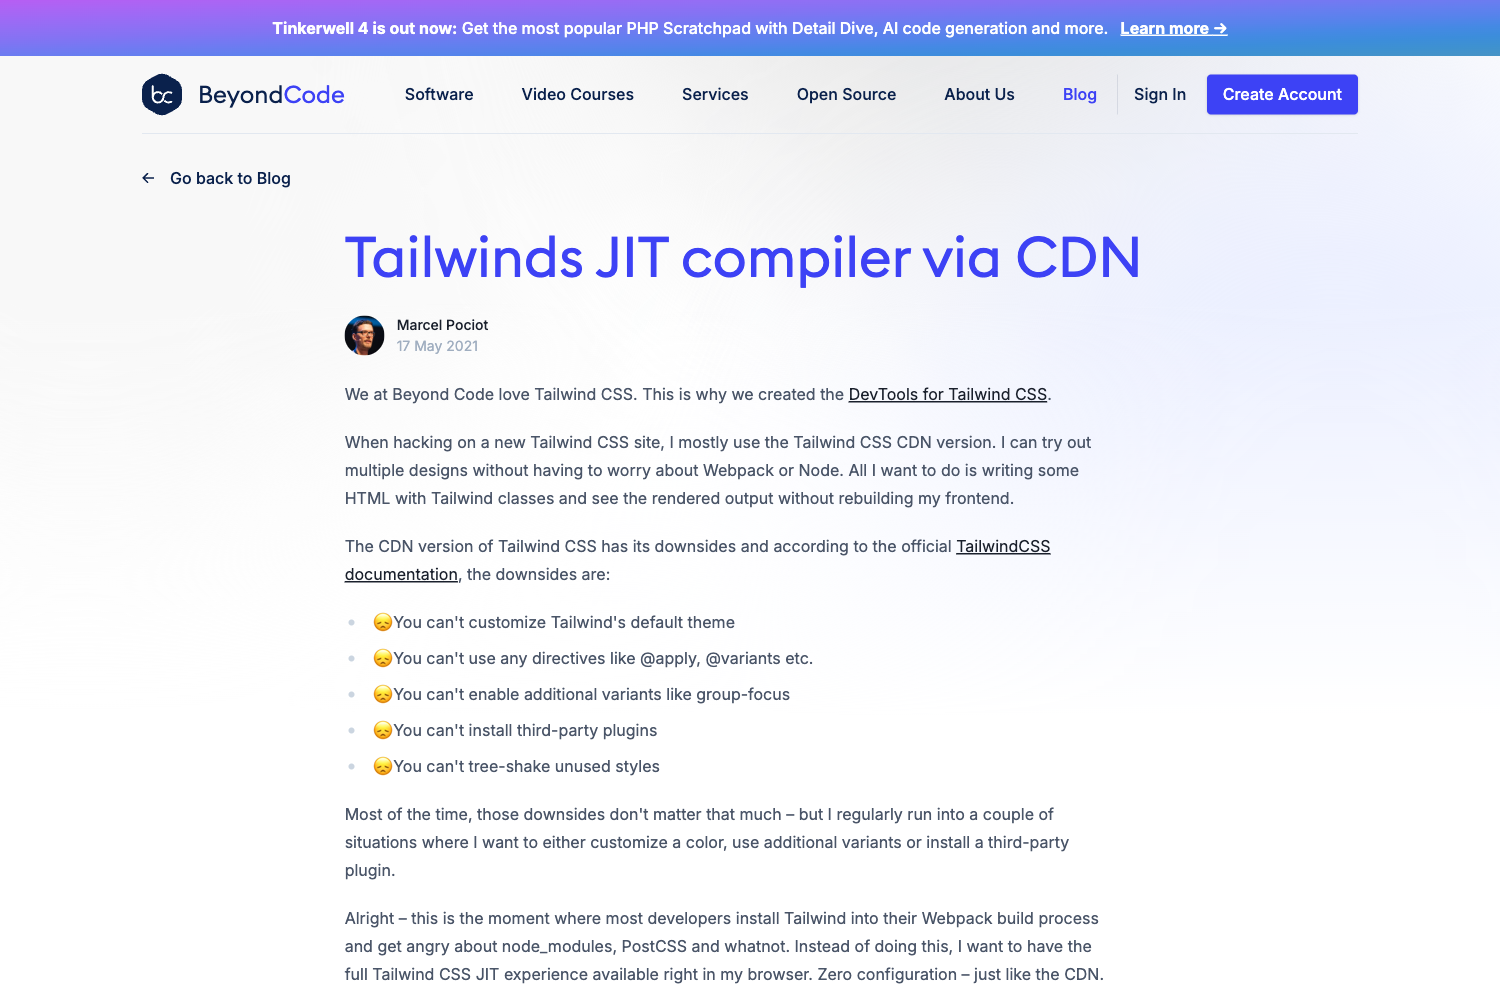 Tinkerwell 4 is out now: Get the most popular PHP Scratchpad with Detail Dive, AI code generation and more. Learn more →
bc BeyondCode Software Video Courses Services Open Source About Us Blog Sign In Create Account
← Go back to Blog
Tailwinds JIT compiler via CDN
Marcel Pociot
17 May 2021
We at Beyond Code love Tailwind CSS. This is why we created the DevTools for Tailwind CSS.
When hacking on a new Tailwind CSS site, I mostly use the Tailwind CSS CDN version. I can try out
multiple designs without having to worry about Webpack or Node. All I want to do is writing some
HTML with Tailwind classes and see the rendered output without rebuilding my frontend.
The CDN version of Tailwind CSS has its downsides and according to the official TailwindCSS
documentation, the downsides are:
• 😞You can't customize Tailwind's default theme
• 😞You can't use any directives like @apply, @variants etc.
• 😞You can't enable additional variants like group-focus
• 😞You can't install third-party plugins
• 😞You can't tree-shake unused styles
Most of the time, those downsides don't matter that much – but I regularly run into a couple of
situations where I want to either customize a color, use additional variants or install a third-party
plugin.
Alright – this is the moment where most developers install Tailwind into their Webpack build process
and get angry about node_modules, PostCSS and whatnot. Instead of doing this, I want to have the
full Tailwind CSS JIT experience available right in my browser. Zero configuration – just like the CDN.